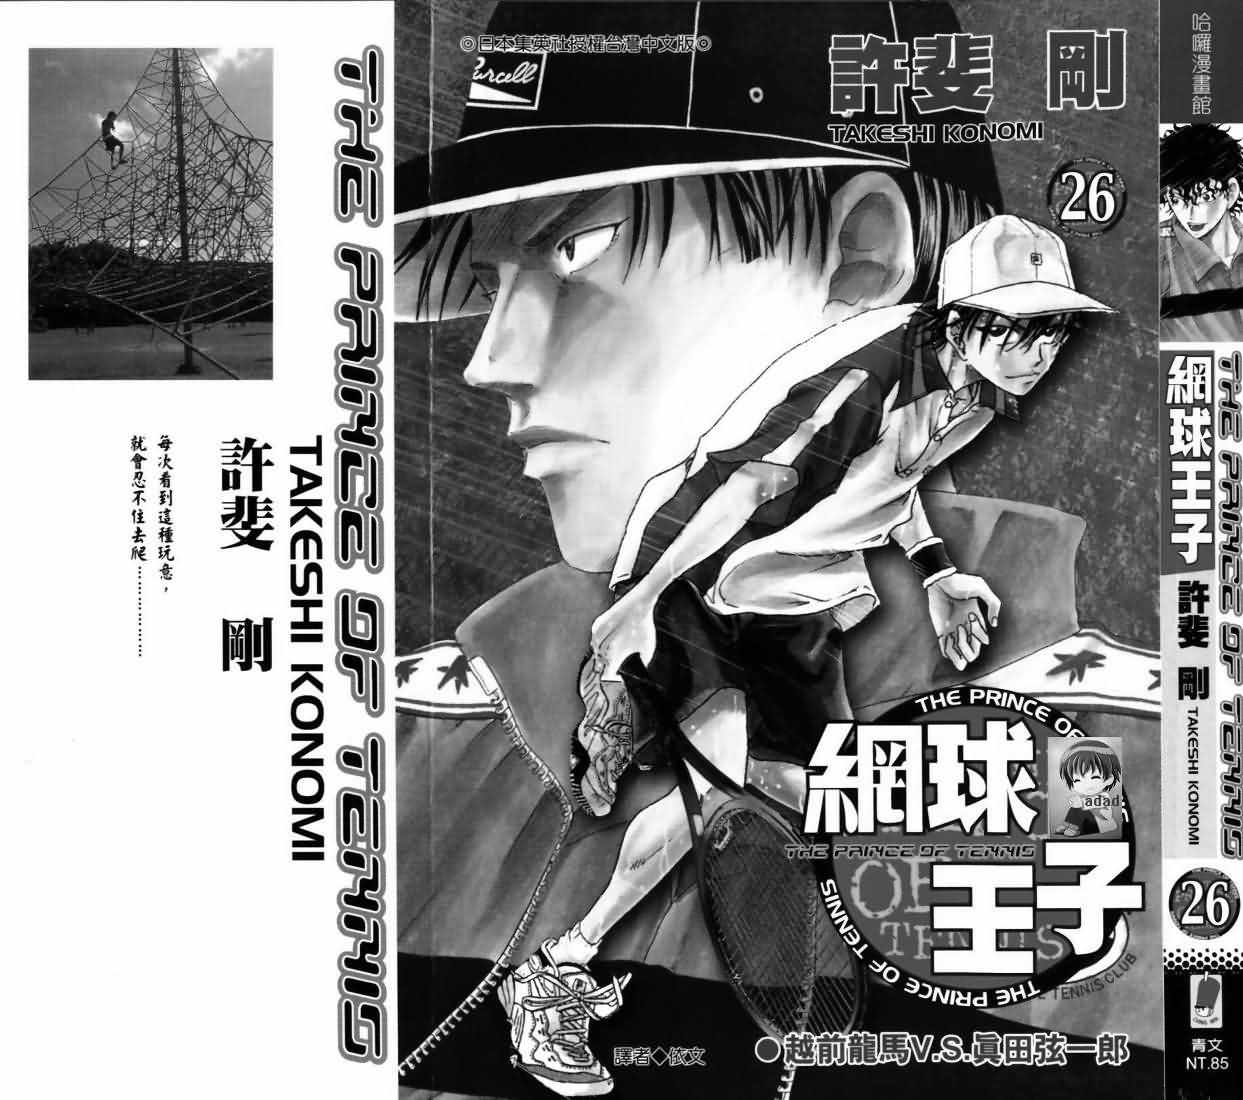 THE PRINCE OF TENNIS
TAKESHI KONOMI
許斐 剛
每次看到這種玩意，
就會忍不住去爬………………
◎日本集英社授權台灣中文版◎
Purcell
許斐 剛
TAKESHI KONOMI
26
THE PRINCE OF
網球
王子
THE PRINCE OF TENNIS
THE PRINCE OF TENNIS
TENNIS CLUB
adad
●越前龍馬V.S.眞田弦一郎
譯者◆依文
哈囉漫畫館
網球王子
THE PRINCE OF TENNIS
許斐 剛
TAKESHI KONOMI
26
青文
NT.85